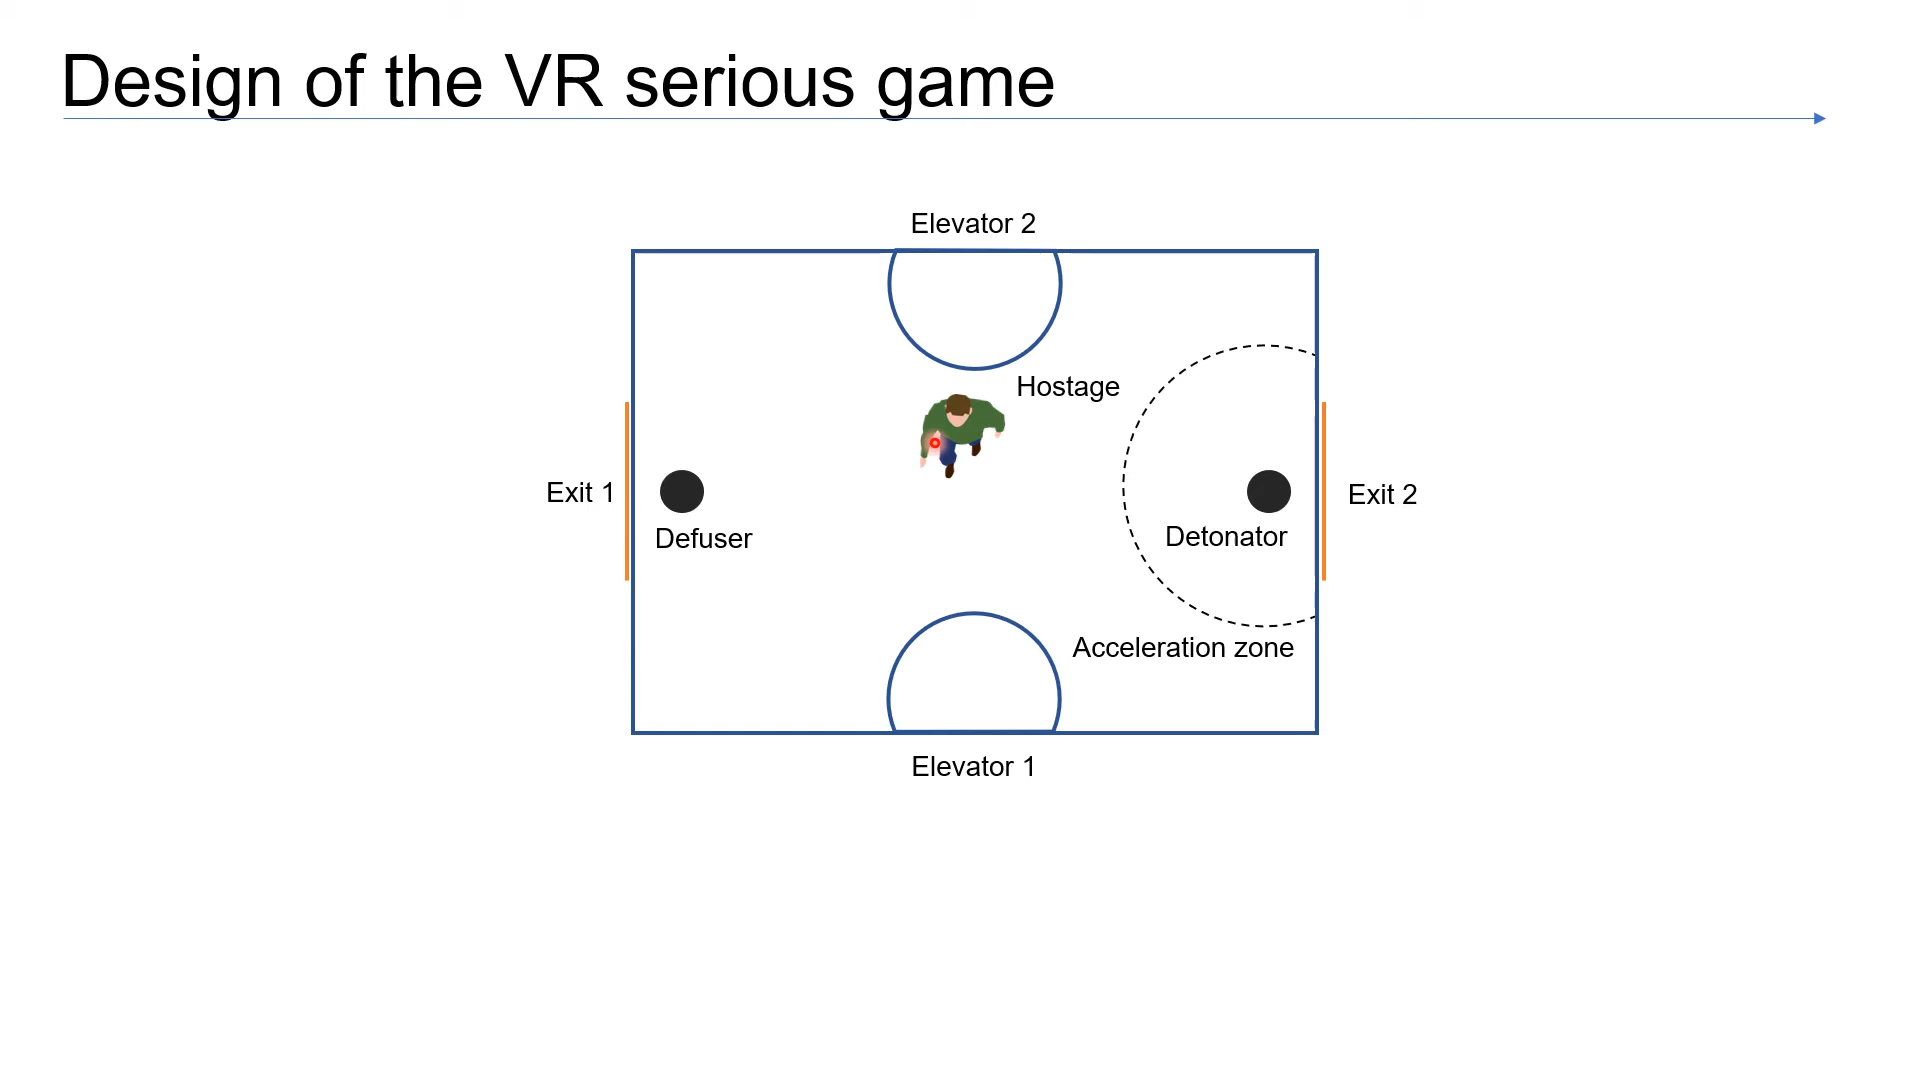 Design of the VR serious game
Elevator 2
Hostage
Exit 1
Exit 2
Defuser
Detonator
Acceleration zone
Elevator 1